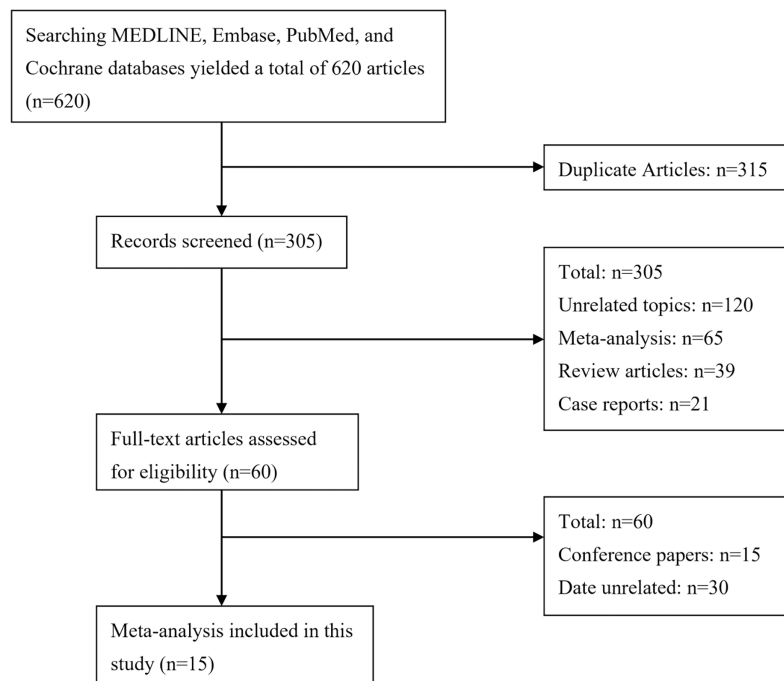 Searching MEDLINE, Embase, PubMed, and
Cochrane databases yielded a total of 620 articles
(n=620)
Duplicate Articles: n=315
Records screened (n=305)
Total: n=305
Unrelated topics: n=120
Meta-analysis: n=65
Review articles: n=39
Case reports: n=21
Full-text articles assessed
for eligibility (n=60)
Total: n=60
Conference papers: n=15
Date unrelated: n=30
Meta-analysis included in this
study (n=15)